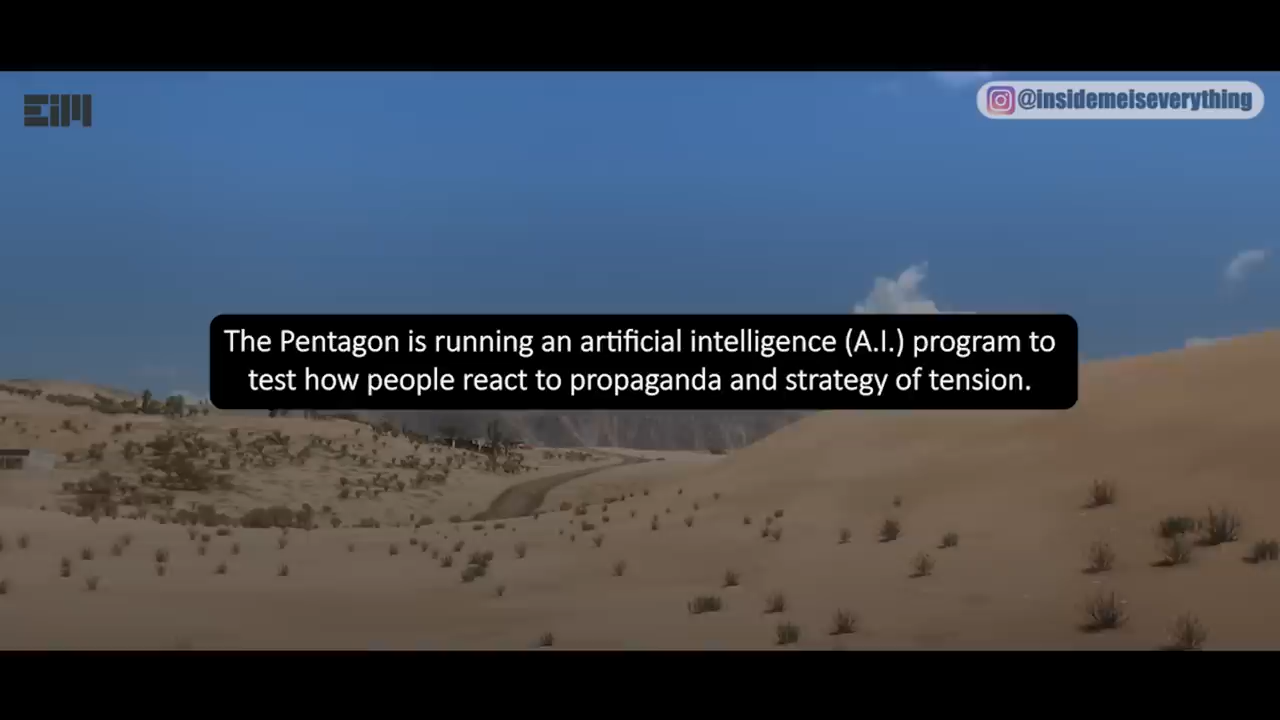 EiM
@insidemeiseverything
The Pentagon is running an artificial intelligence (A.I.) program to
test how people react to propaganda and strategy of tension.